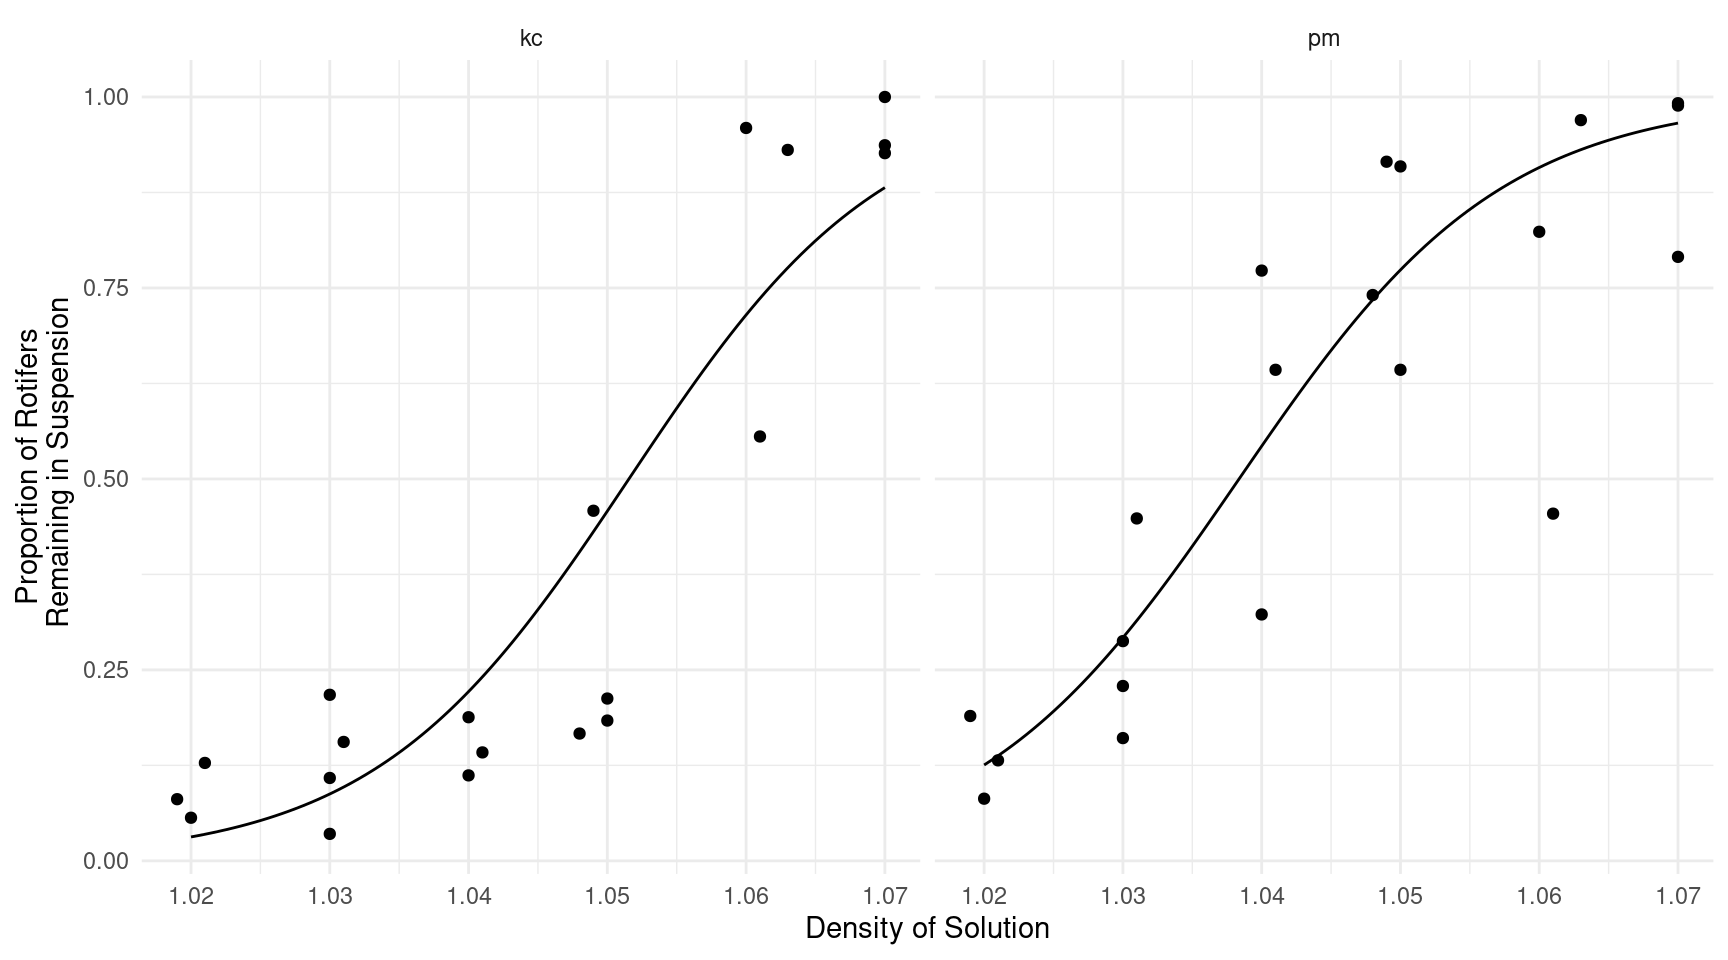 kc
pm
Proportion of Rotifers
Remaining in Suspension
1.00
0.75
0.50
0.25
0.00
1.02 1.03 1.04 1.05 1.06 1.07
1.02 1.03 1.04 1.05 1.06 1.07
Density of Solution